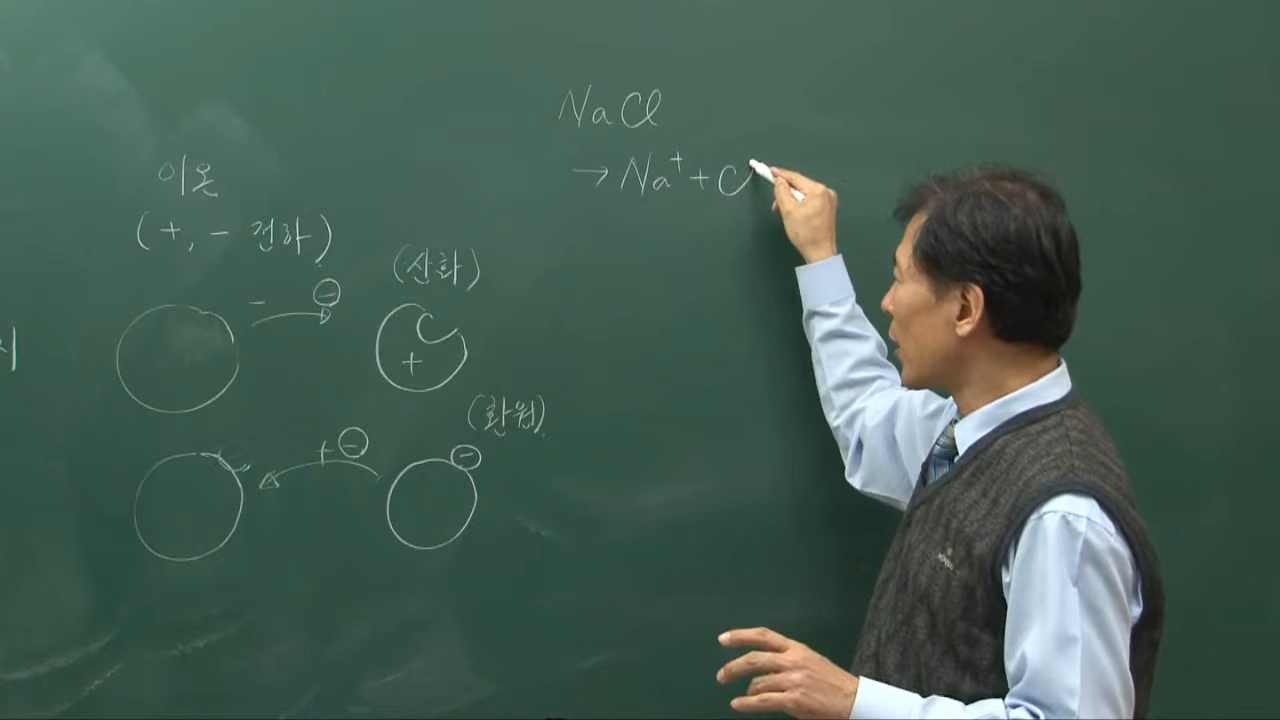 이온
(+, - 전하)
- ⊖
(산화)
+
+ ⊖
⊖
(환원)
NaCl
→ Na⁺ + C